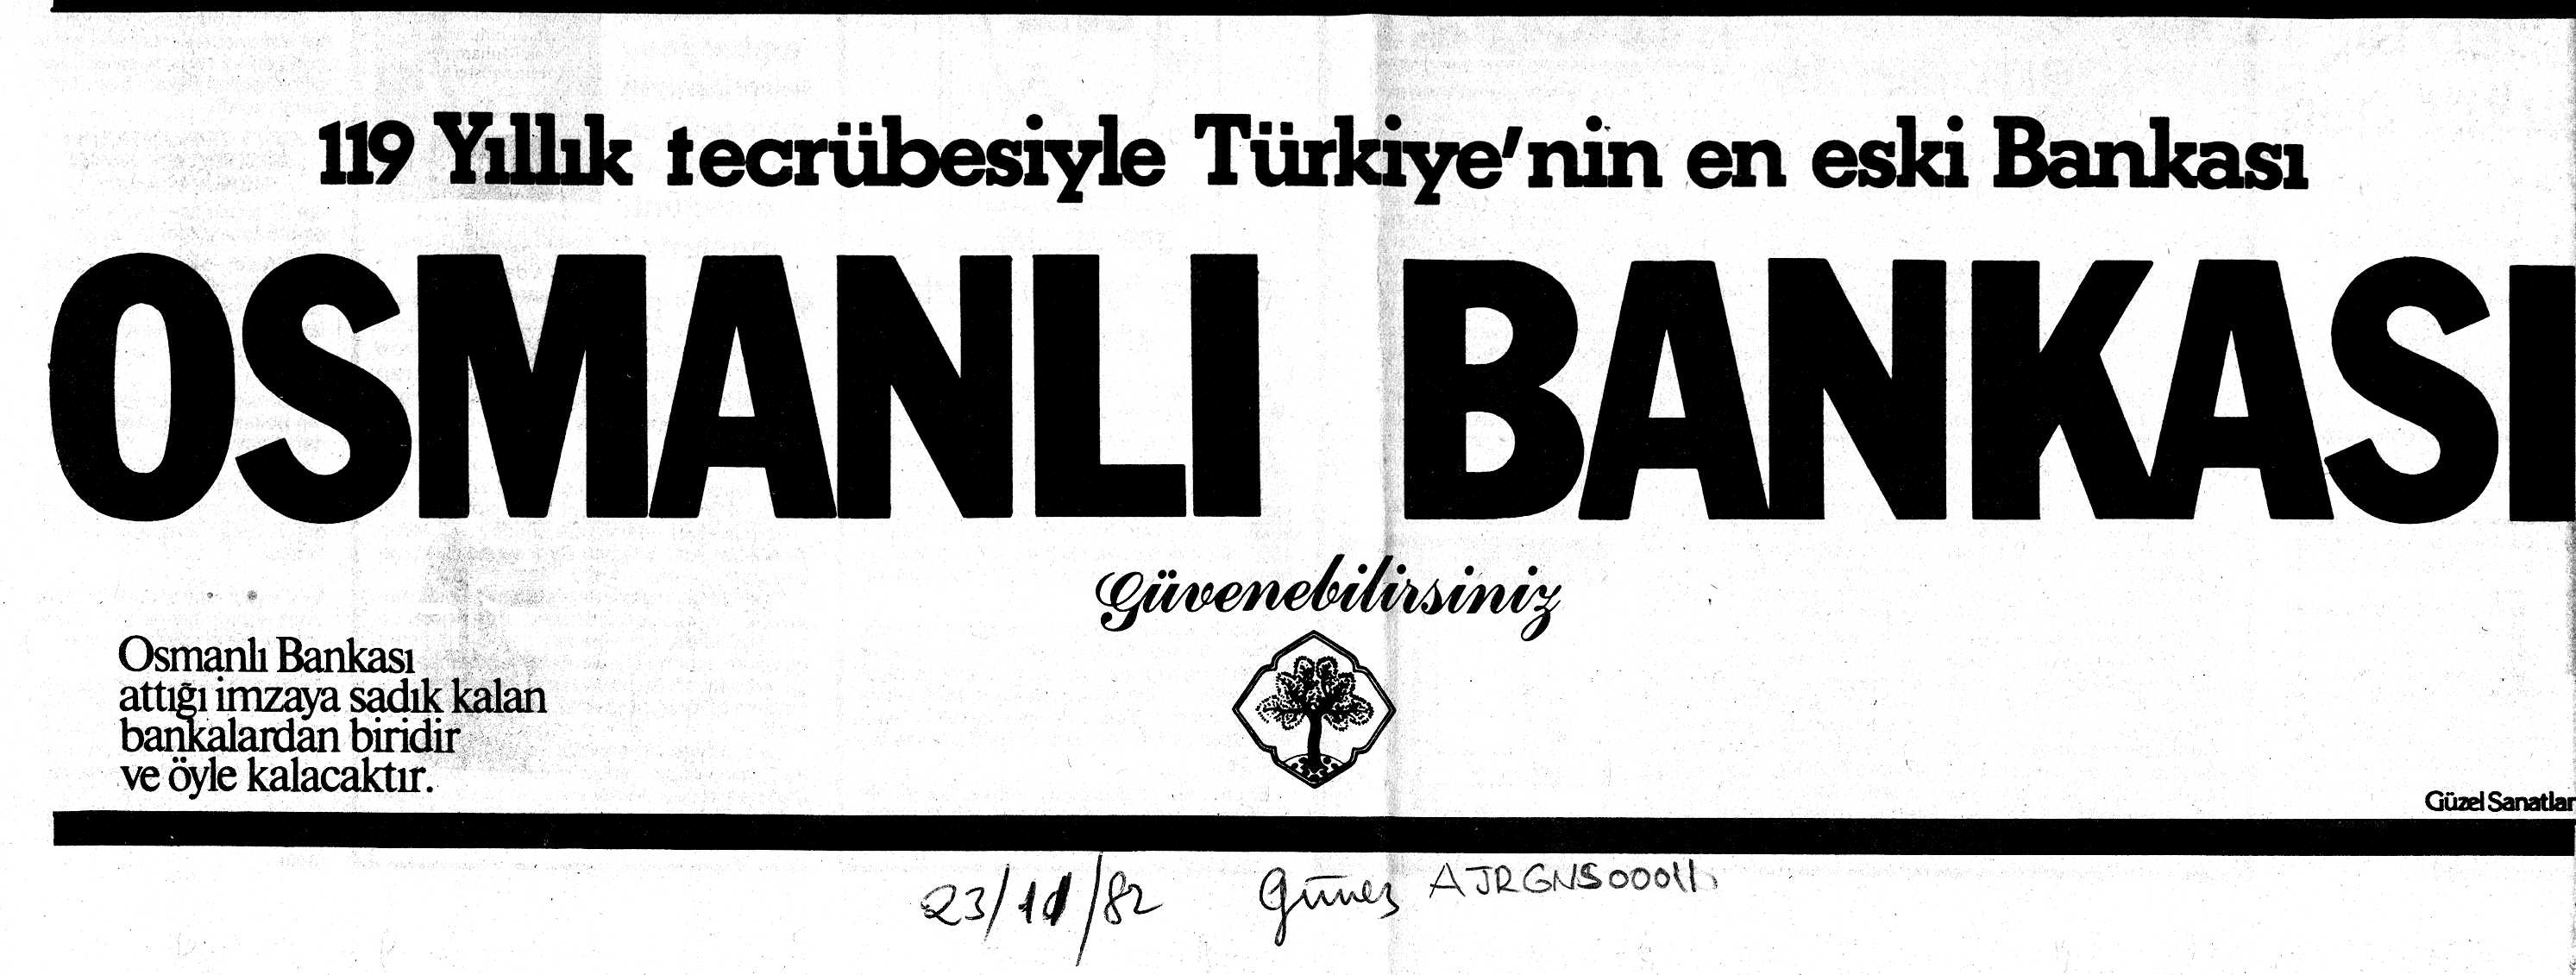 119 Yıllık tecrübesiyle Türkiye'nin en eski Bankası
OSMANLI BANKASI
Güvenebilirsiniz
Osmanlı Bankası
attığı imzaya sadık kalan
bankalardan biridir
ve öyle kalacaktır.
Güzel Sanatlar
23/11/82 Güneş AJRGNS00011